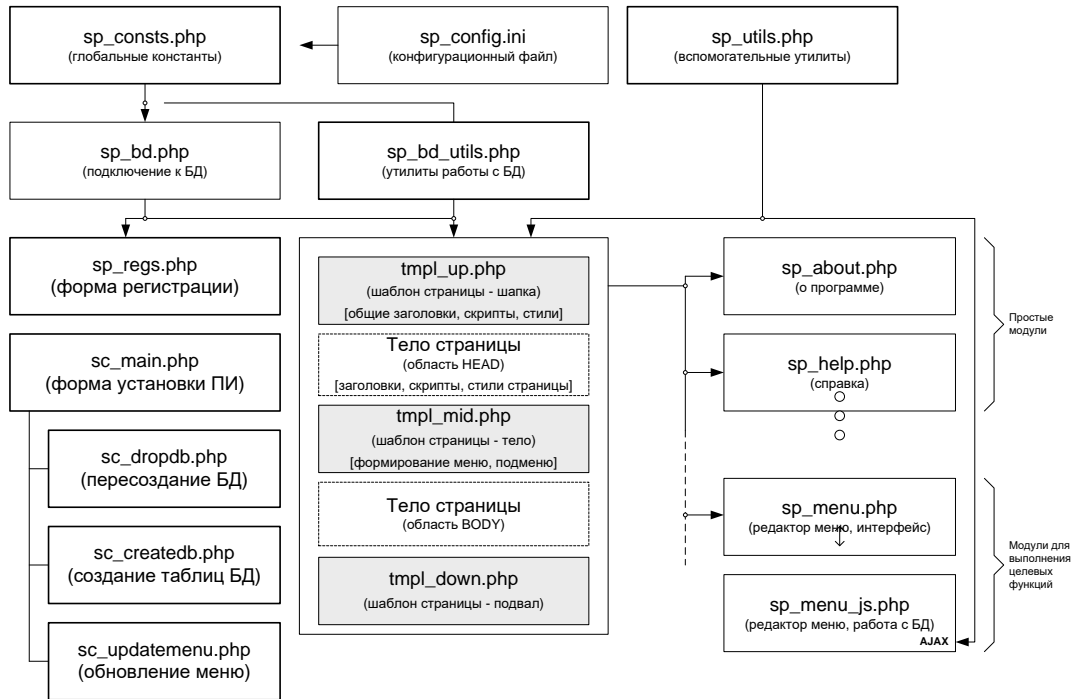 sp_consts.php
(глобальные константы)
sp_config.ini
(конфигурационный файл)
sp_utils.php
(вспомогательные утилиты)
sp_bd.php
(подключение к БД)
sp_bd_utils.php
(утилиты работы с БД)
sp_regs.php
(форма регистрации)
sc_main.php
(форма установки ПИ)
sc_dropdb.php
(пересоздание БД)
sc_createdb.php
(создание таблиц БД)
sc_updatemenu.php
(обновление меню)
tmpl_up.php
(шаблон страницы - шапка)
[общие заголовки, скрипты, стили]
Тело страницы
(область HEAD)
[заголовки, скрипты, стили страницы]
tmpl_mid.php
(шаблон страницы - тело)
[формирование меню, подменю]
Тело страницы
(область BODY)
tmpl_down.php
(шаблон страницы - подвал)
sp_about.php
(о программе)
sp_help.php
(справка)
Простые
модули
sp_menu.php
(редактор меню, интерфейс)
sp_menu_js.php
(редактор меню, работа с БД)
AJAX
Модули для
выполнения
целевых
функций